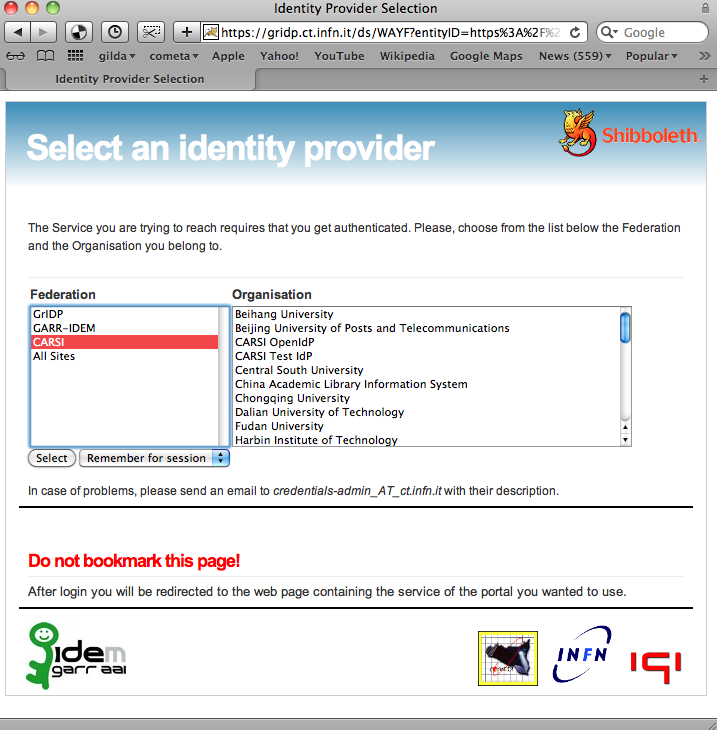 Identity Provider Selection
https://gridp.ct.infn.it/ds/WAYF?entityID=https%3A%2F%2
Google
gilda
cometa
Apple
Yahoo!
YouTube
Wikipedia
Google Maps
News (559)
Popular
Identity Provider Selection
Select an identity provider
Shibboleth.
The Service you are trying to reach requires that you get authenticated. Please, choose from the list below the Federation
and the Organisation you belong to.
Federation
GrIDP
GARR-IDEM
CARSI
All Sites
Organisation
Beihang University
Beijing University of Posts and Telecommunications
CARSI OpenIdP
CARSI Test IdP
Central South University
China Academic Library Information System
Chongqing University
Dalian University of Technology
Fudan University
Harbin Institute of Technology
Select
Remember for session
In case of problems, please send an email to credentials-admin_AT_ct.infn.it with their description.
Do not bookmark this page!
After login you will be redirected to the web page containing the service of the portal you wanted to use.
idem
garr aai
INFN
IGI